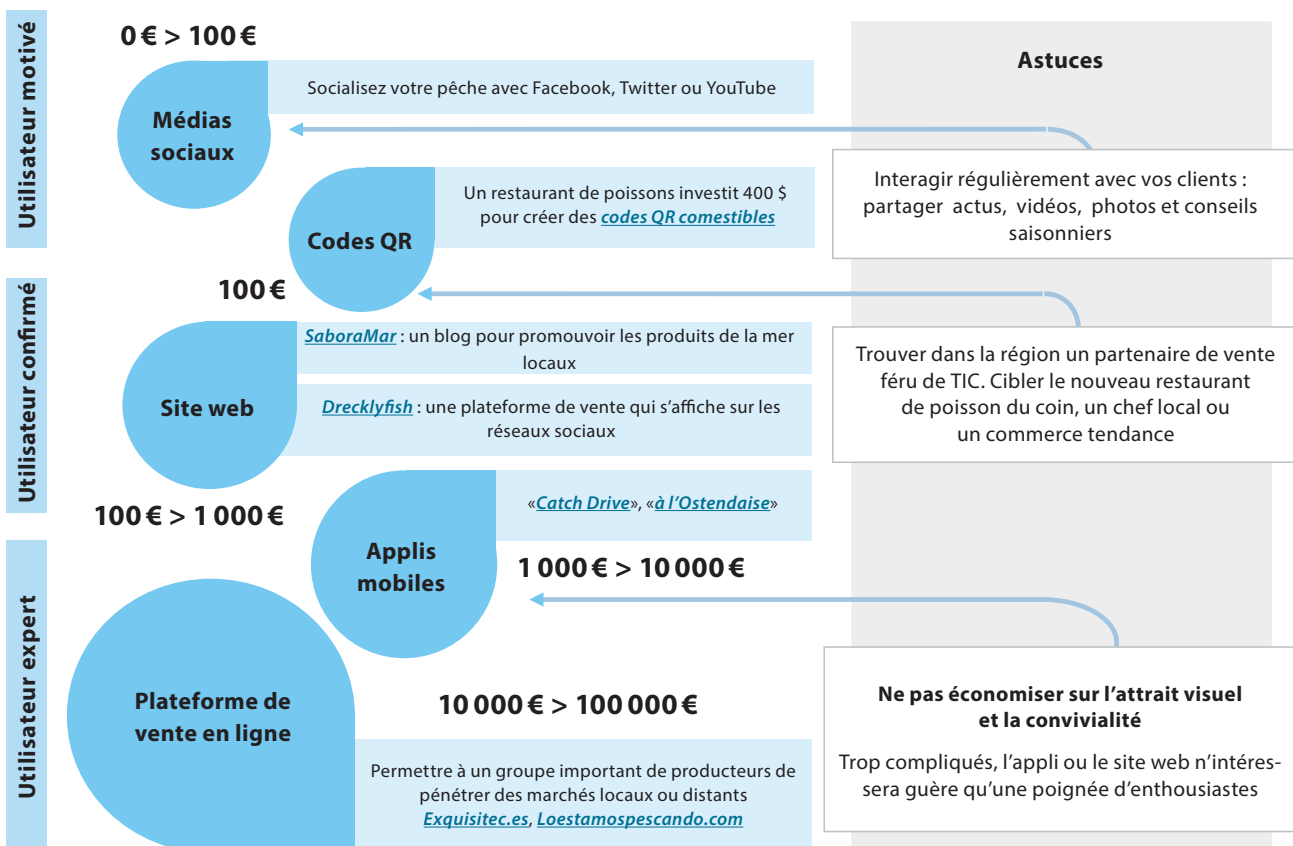 Utilisateur motivé
0 € > 100 €
Médias
sociaux
Socialisez votre pêche avec Facebook, Twitter ou YouTube
Astuces
Interagir régulièrement avec vos clients :
partager actus, vidéos, photos et conseils
saisonniers
Codes QR
Un restaurant de poissons investit 400 $
pour créer des codes QR comestibles
Utilisateur confirmé
100 €
Site web
SaboraMar : un blog pour promouvoir les produits de la mer
locaux
Drecklyfish : une plateforme de vente qui s’affiche sur les
réseaux sociaux
Trouver dans la région un partenaire de vente
féru de TIC. Cibler le nouveau restaurant
de poisson du coin, un chef local ou
un commerce tendance
100 € > 1 000 €
Applis
mobiles
«Catch Drive», «à l’Ostendaise»
1 000 € > 10 000 €
Utilisateur expert
Plateforme de
vente en ligne
10 000 € > 100 000 €
Permettre à un groupe important de producteurs de
pénétrer des marchés locaux ou distants
Exquisitec.es, Loestamospescando.com
Ne pas économiser sur l’attrait visuel
et la convivialité
Trop compliqués, l’appli ou le site web n’intéres-
sera guère qu’une poignée d’enthousiastes